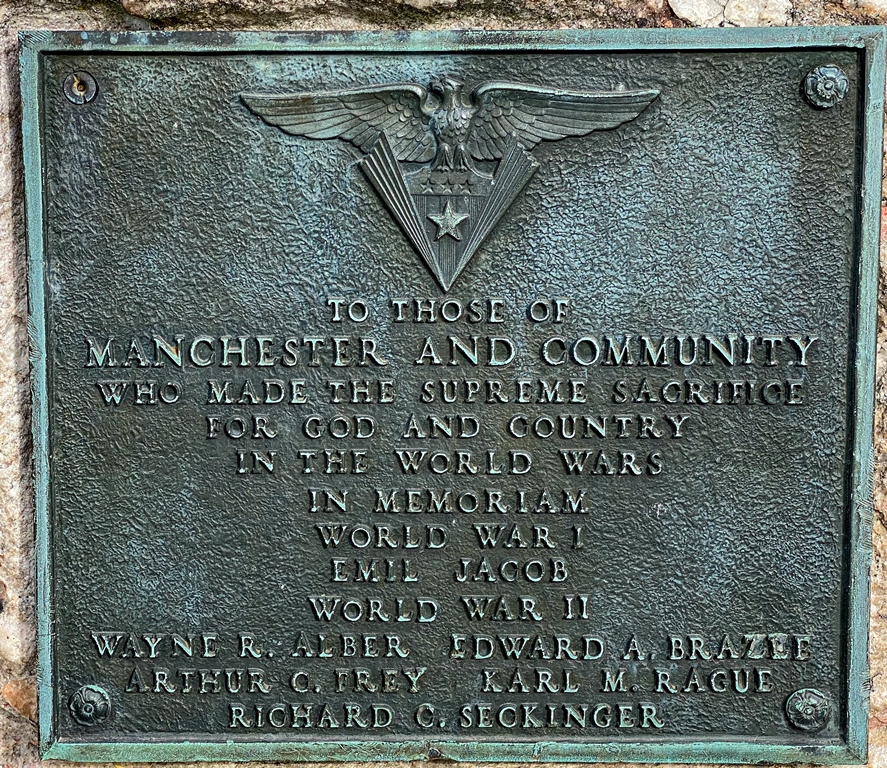 TO THOSE OF
MANCHESTER AND COMMUNITY
WHO MADE THE SUPREME SACRIFICE
FOR GOD AND COUNTRY
IN THE WORLD WARS
IN MEMORIAM
WORLD WAR I
EMIL JACOB
WORLD WAR II
WAYNE R. ALBER EDWARD A. BRAZEE
ARTHUR C. FREY KARL M. RAGUE
RICHARD C. SECKINGER